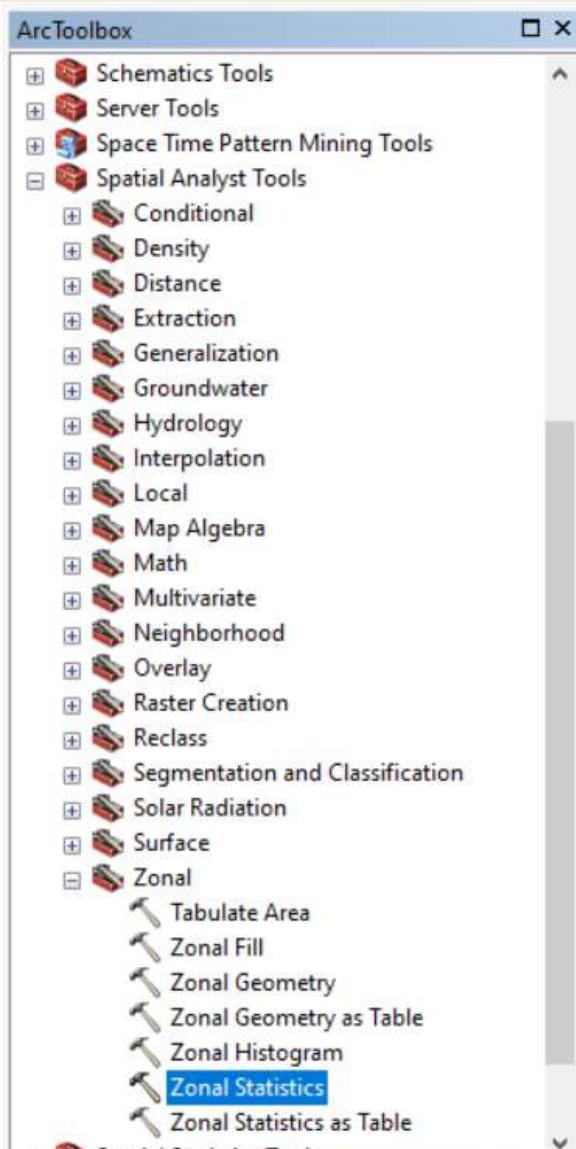 ArcToolbox
Schematics Tools
Server Tools
Space Time Pattern Mining Tools
Spatial Analyst Tools
Conditional
Density
Distance
Extraction
Generalization
Groundwater
Hydrology
Interpolation
Local
Map Algebra
Math
Multivariate
Neighborhood
Overlay
Raster Creation
Reclass
Segmentation and Classification
Solar Radiation
Surface
Zonal
Tabulate Area
Zonal Fill
Zonal Geometry
Zonal Geometry as Table
Zonal Histogram
Zonal Statistics
Zonal Statistics as Table